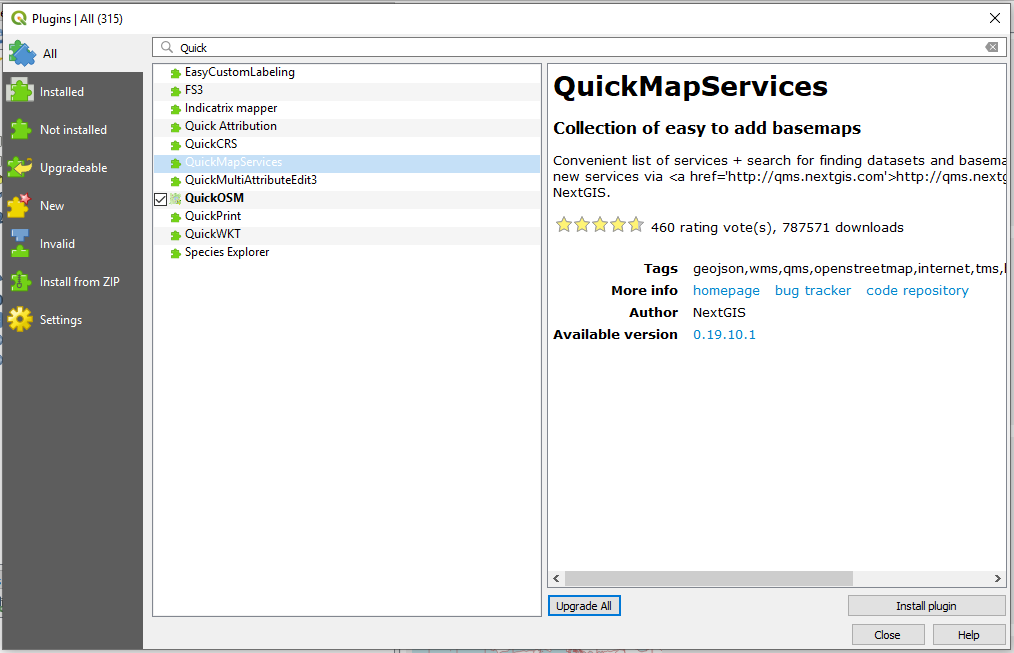 Plugins | All (315)
All
Installed
Not installed
Upgradeable
New
Invalid
Install from ZIP
Settings
Quick
EasyCustomLabeling
FS3
Indicatrix mapper
Quick Attribution
QuickCRS
QuickMapServices
QuickMultiAttributeEdit3
QuickOSM
QuickPrint
QuickWKT
Species Explorer
QuickMapServices
Collection of easy to add basemaps
Convenient list of services + search for finding datasets and basema
new services via <a href='http://qms.nextgis.com'>http://qms.nextg
NextGIS.
460 rating vote(s), 787571 downloads
Tags geojson,wms,qms,openstreetmap,internet,tms,
More info homepage bug tracker code repository
Author NextGIS
Available version 0.19.10.1
Upgrade All
Install plugin
Close
Help